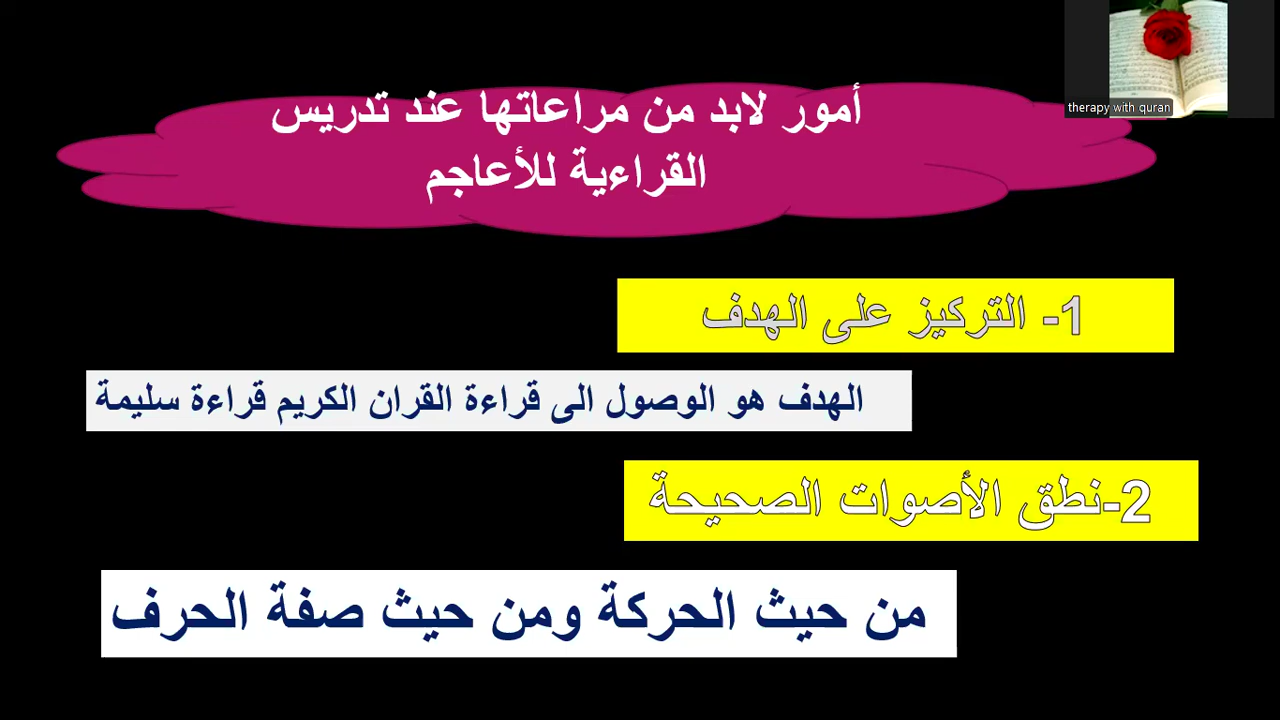 therapy with quran
أمور لابد من مراعاتها عند تدريس
القراءية للأعاجم
1- التركيز على الهدف
الهدف هو الوصول الى قراءة القران الكريم قراءة سليمة
2-نطق الأصوات الصحيحة
من حيث الحركة ومن حيث صفة الحرف